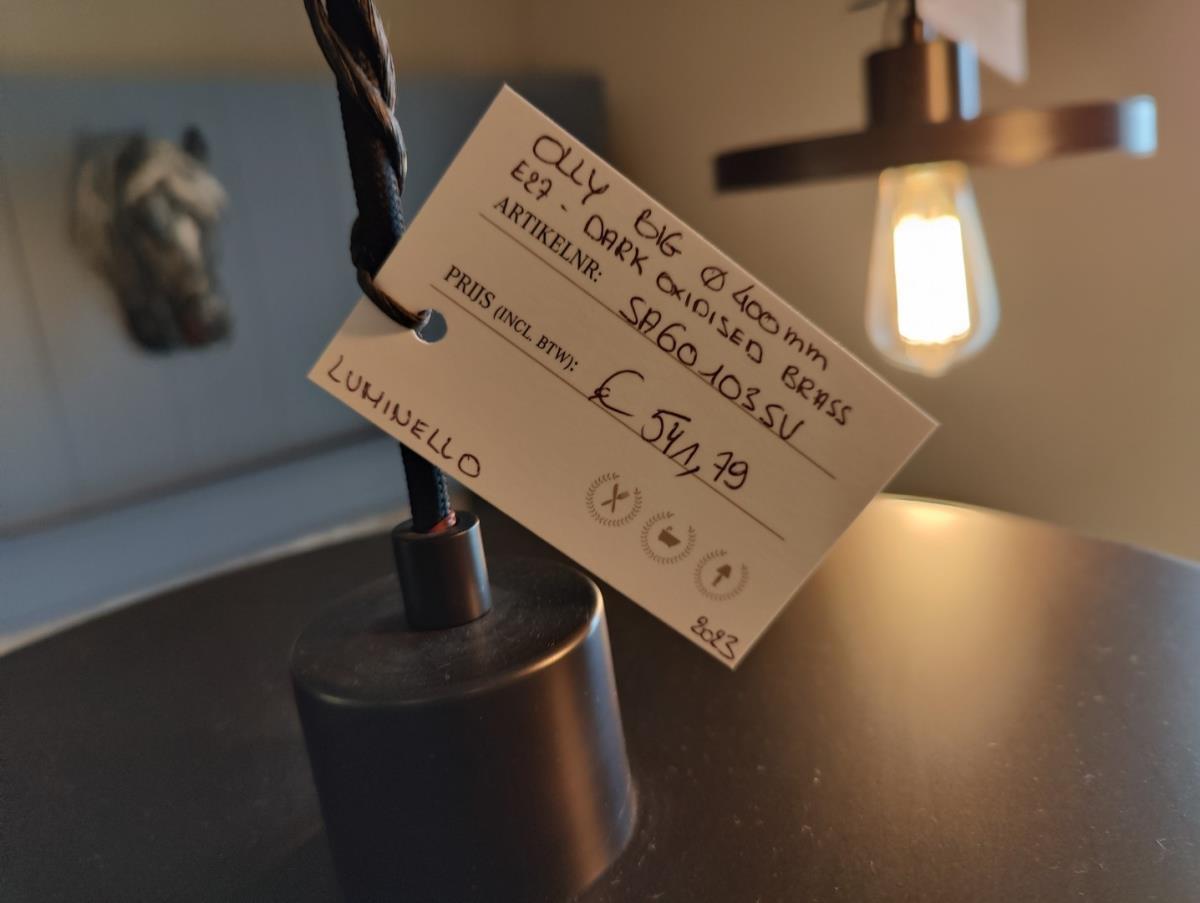 OLLY BIG Ø 400mm
E27 - DARK OXIDISED BRASS
ARTIKELNR: SA60103SV
PRIJS (INCL. BTW): € 541,79
LUMINELLO
2023